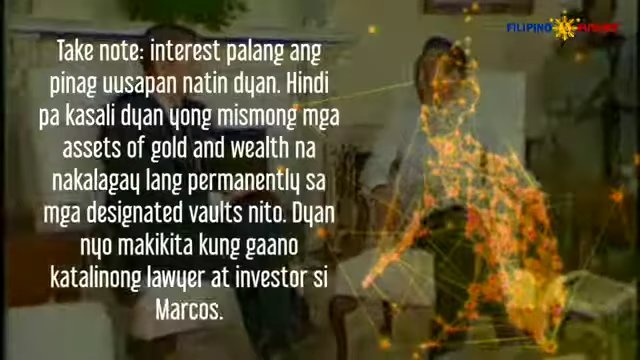 FILIPINO
Take note: interest palang ang
pinag uusapan natin dyan. Hindi
pa kasali dyan yong mismong mga
assets of gold and wealth na
nakalagay lang permanently sa
mga designated vaults nito. Dyan
nyo makikita kung gaano
katalinong lawyer at investor si
Marcos.